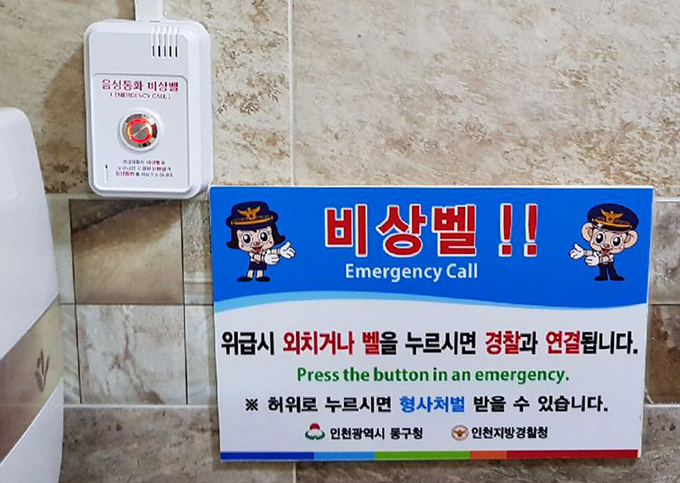 음성통화 비상벨
( EMERGENCY CALL )
비상벨!!
Emergency Call
위급시 외치거나 벨을 누르시면 경찰과 연결됩니다.
Press the button in an emergency.
※ 허위로 누르시면 형사처벌 받을 수 있습니다.
인천광역시 동구청 인천지방경찰청